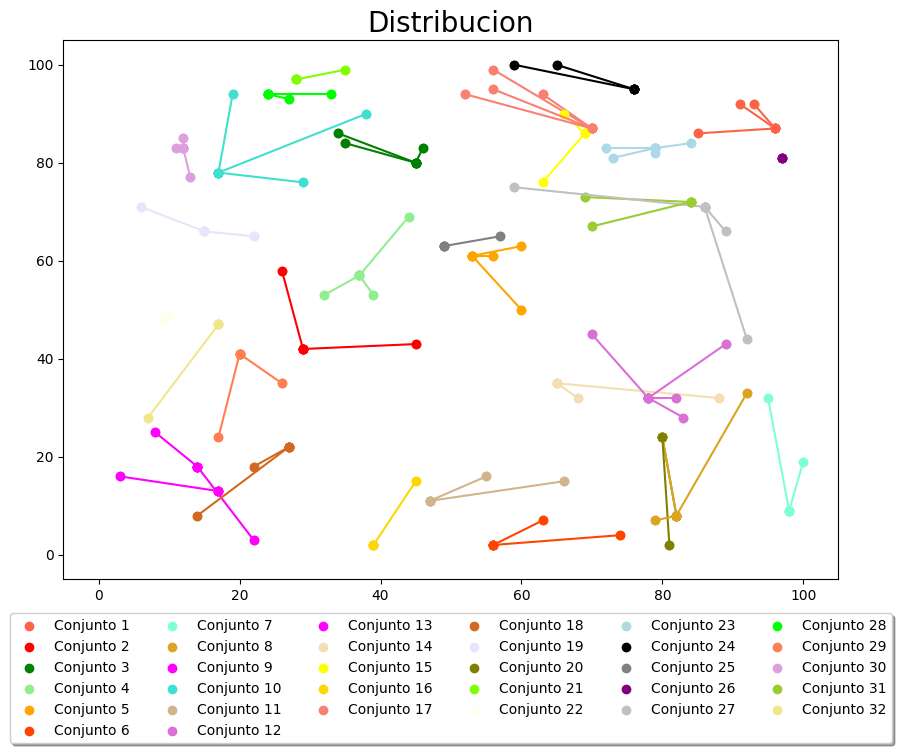 Distribucion
100
80
60
40
20
0
0 20 40 60 80 100
Conjunto 1 Conjunto 7 Conjunto 13 Conjunto 18 Conjunto 23 Conjunto 28
Conjunto 2 Conjunto 8 Conjunto 14 Conjunto 19 Conjunto 24 Conjunto 29
Conjunto 3 Conjunto 9 Conjunto 15 Conjunto 20 Conjunto 25 Conjunto 30
Conjunto 4 Conjunto 10 Conjunto 16 Conjunto 21 Conjunto 26 Conjunto 31
Conjunto 5 Conjunto 11 Conjunto 17 Conjunto 22 Conjunto 27 Conjunto 32
Conjunto 6 Conjunto 12